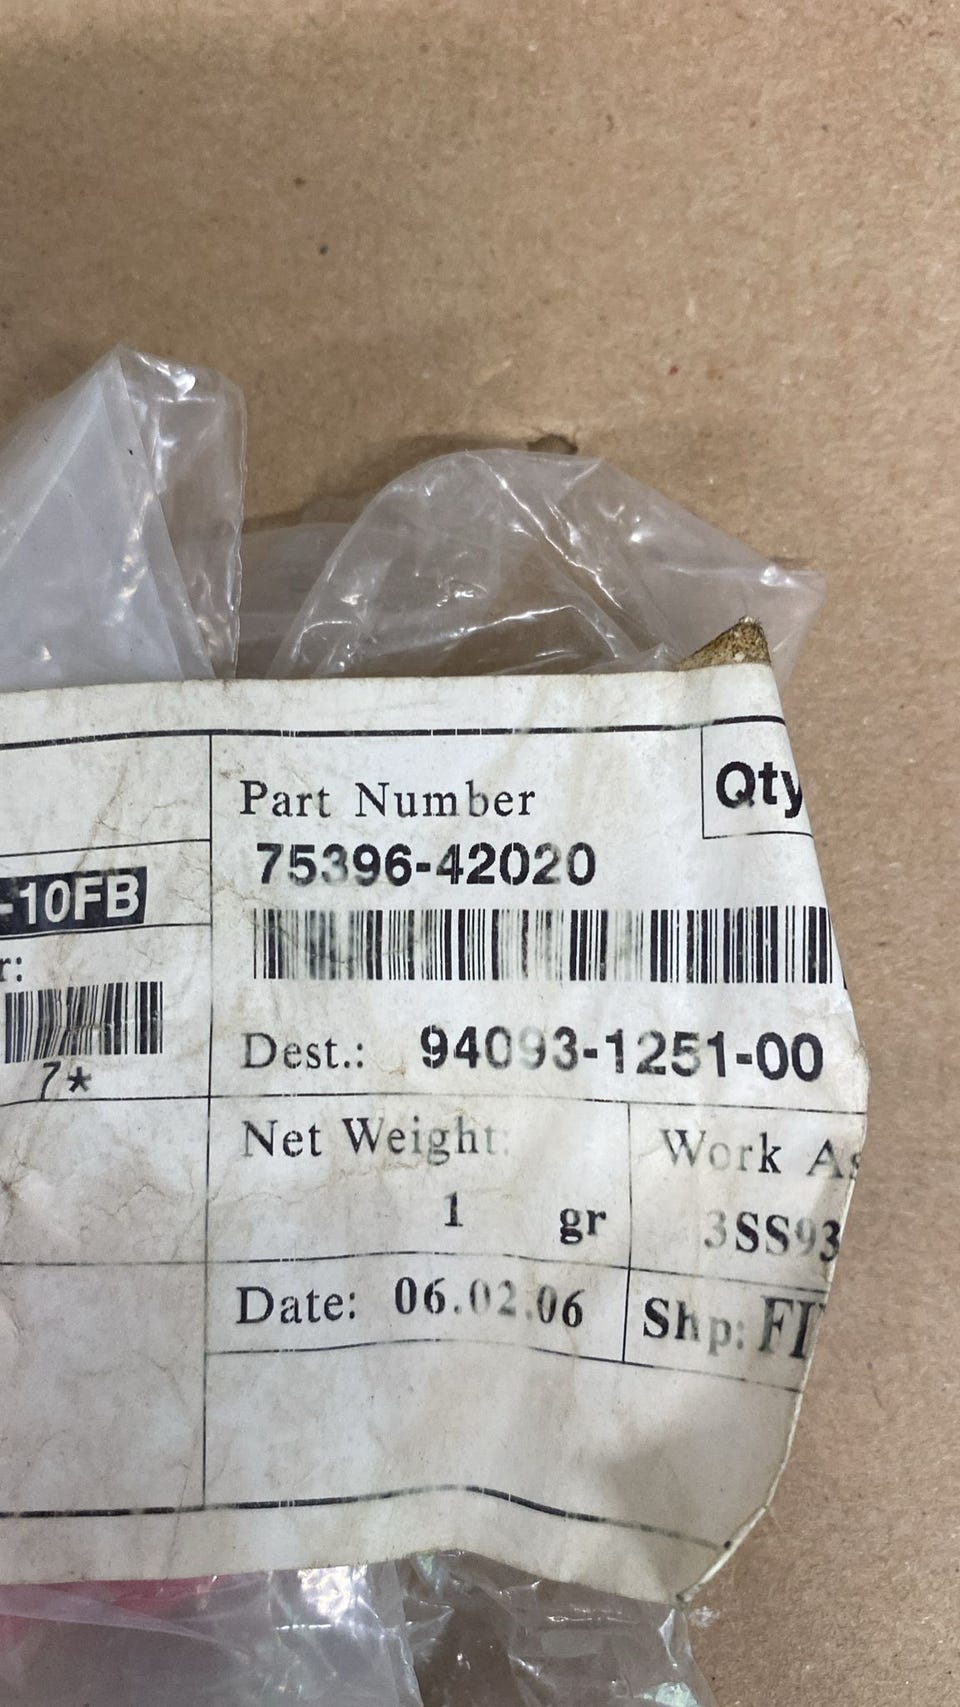 Part Number
Qty
75396-42020
-10FB
r:
7*
Dest.: 94093-1251-00
Net Weight:
1 gr
Work As
3SS93
Date: 06.02.06
Shp: